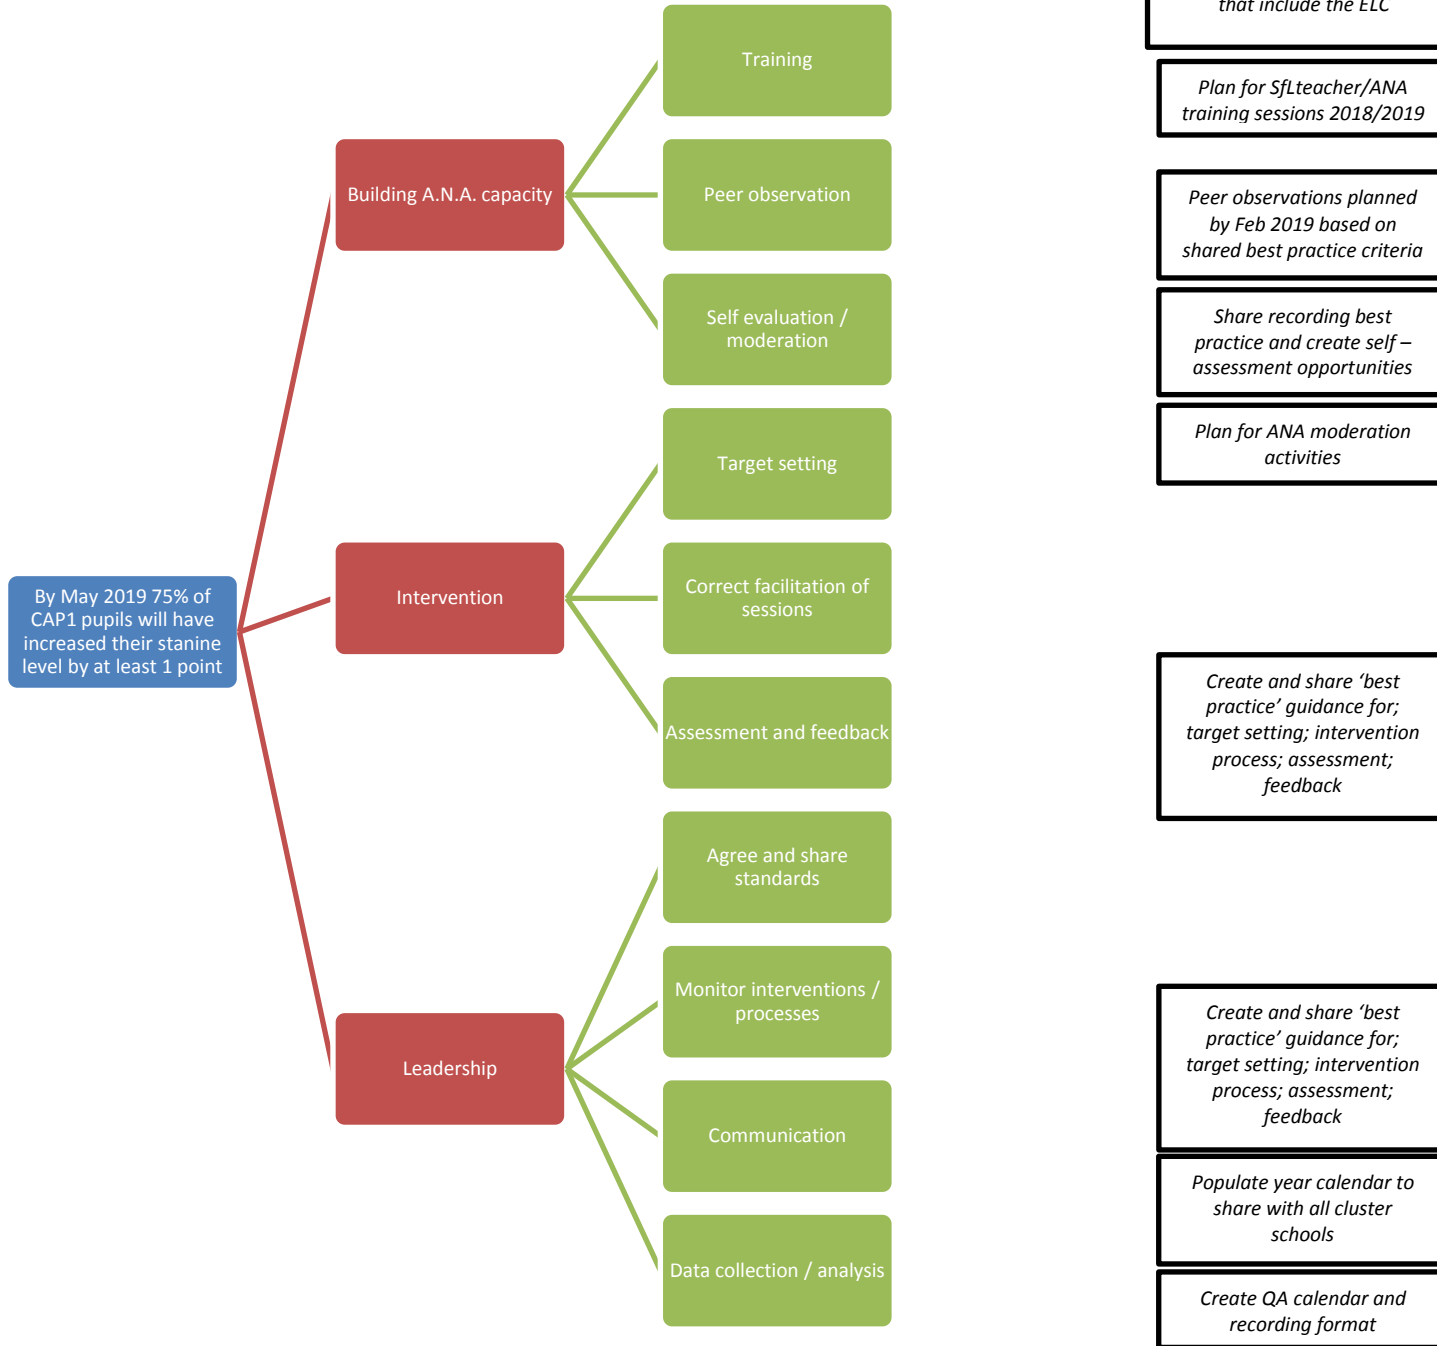 By May 2019 75% of
CAP1 pupils will have
increased their stanine
level by at least 1 point
Building A.N.A. capacity
Intervention
Leadership
Training
Peer observation
Self evaluation /
moderation
Target setting
Correct facilitation of
sessions
Assessment and feedback
Agree and share
standards
Monitor interventions /
processes
Communication
Data collection / analysis
that include the ELC
Plan for SfLteacher/ANA
training sessions 2018/2019
Peer observations planned
by Feb 2019 based on
shared best practice criteria
Share recording best
practice and create self –
assessment opportunities
Plan for ANA moderation
activities
Create and share ‘best
practice’ guidance for;
target setting; intervention
process; assessment;
feedback
Create and share ‘best
practice’ guidance for;
target setting; intervention
process; assessment;
feedback
Populate year calendar to
share with all cluster
schools
Create QA calendar and
recording format